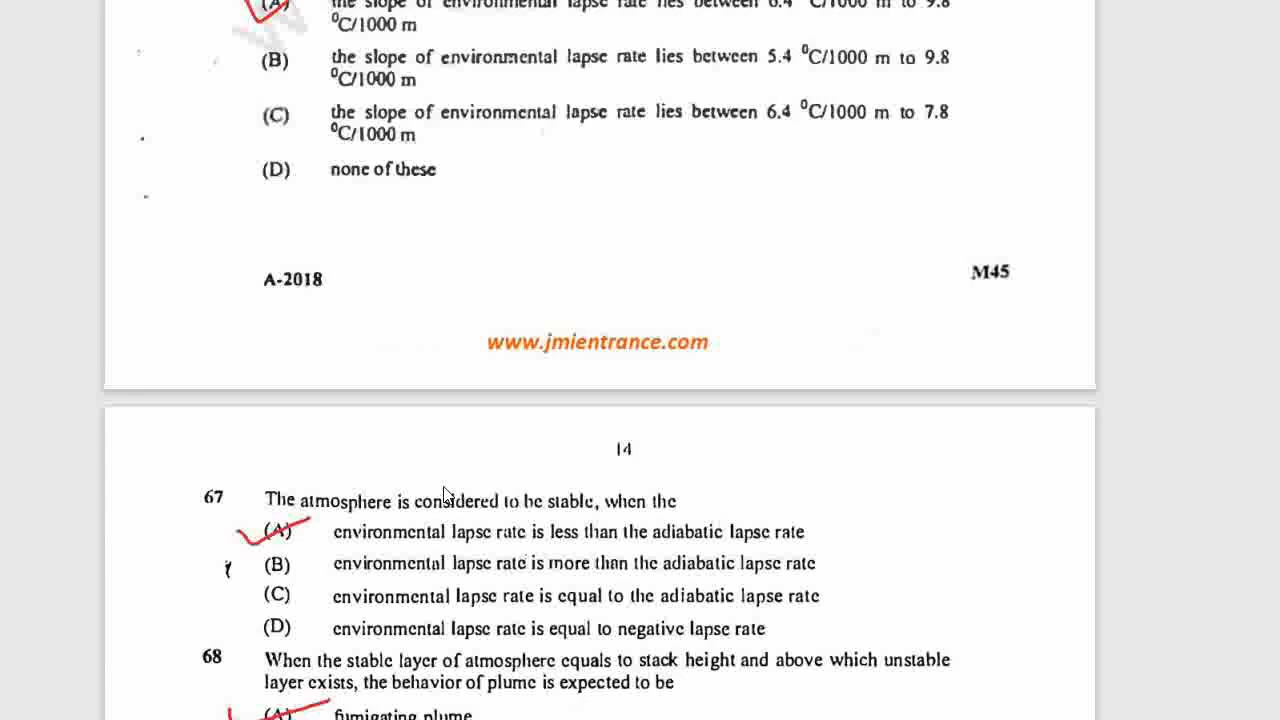 (A) the slope of environmental lapse rate lies between 6.4 ⁰C/1000 m to 9.8
⁰C/1000 m
(B) the slope of environmental lapse rate lies between 5.4 ⁰C/1000 m to 9.8
⁰C/1000 m
(C) the slope of environmental lapse rate lies between 6.4 ⁰C/1000 m to 7.8
⁰C/1000 m
(D) none of these
A-2018 M45
www.jmientrance.com
14
67 The atmosphere is considered to be stable, when the
(A) environmental lapse rate is less than the adiabatic lapse rate
(B) environmental lapse rate is more than the adiabatic lapse rate
(C) environmental lapse rate is equal to the adiabatic lapse rate
(D) environmental lapse rate is equal to negative lapse rate
68 When the stable layer of atmosphere equals to stack height and above which unstable
layer exists, the behavior of plume is expected to be
(A) fumigating plume